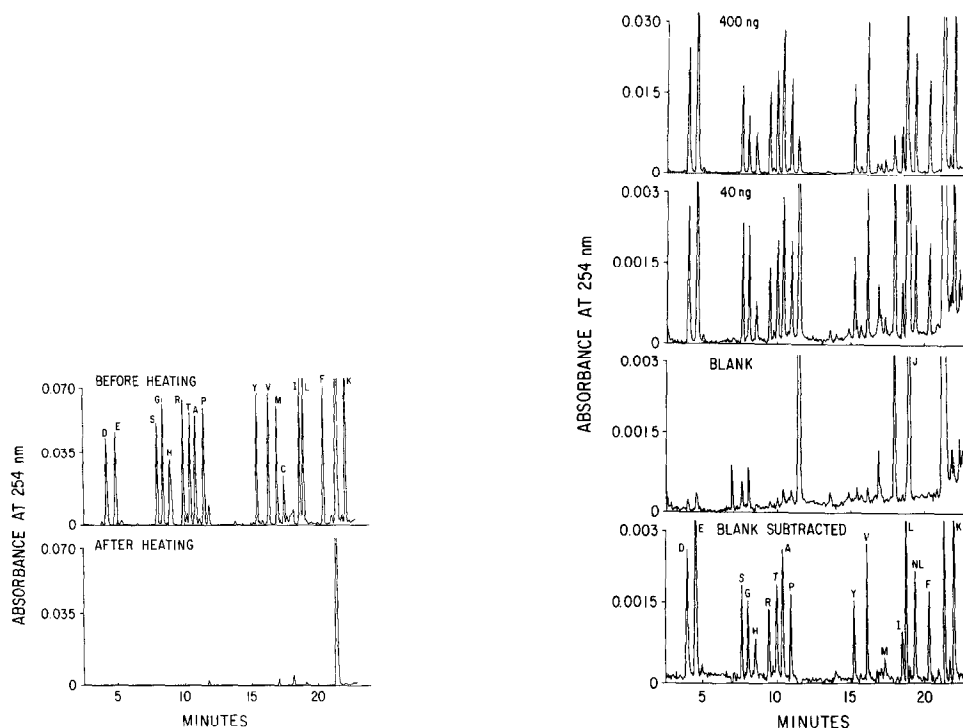 BEFORE HEATING
0.070
0.035
0
D
E
S
G
H
R
T
A
P
Y
V
M
C
I
L
F
K
AFTER HEATING
0.070
0.035
0
5
10
15
20
MINUTES
ABSORBANCE AT 254 nm
400 ng
0.030
0.015
0
40 ng
0.003
0.0015
0
BLANK
0.003
0.0015
0
J
BLANK SUBTRACTED
0.003
0.0015
0
D
E
S
G
H
R
T
A
P
Y
V
M
I
L
NL
F
K
5
10
15
20
MINUTES
ABSORBANCE AT 254 nm